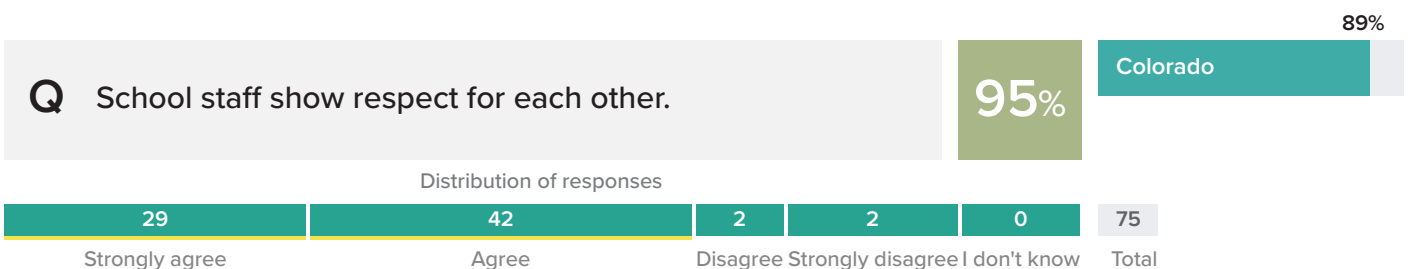 89%
Q School staff show respect for each other.
95%
Colorado
Distribution of responses
29 42 2 2 0 75
Strongly agree Agree Disagree Strongly disagree I don't know Total